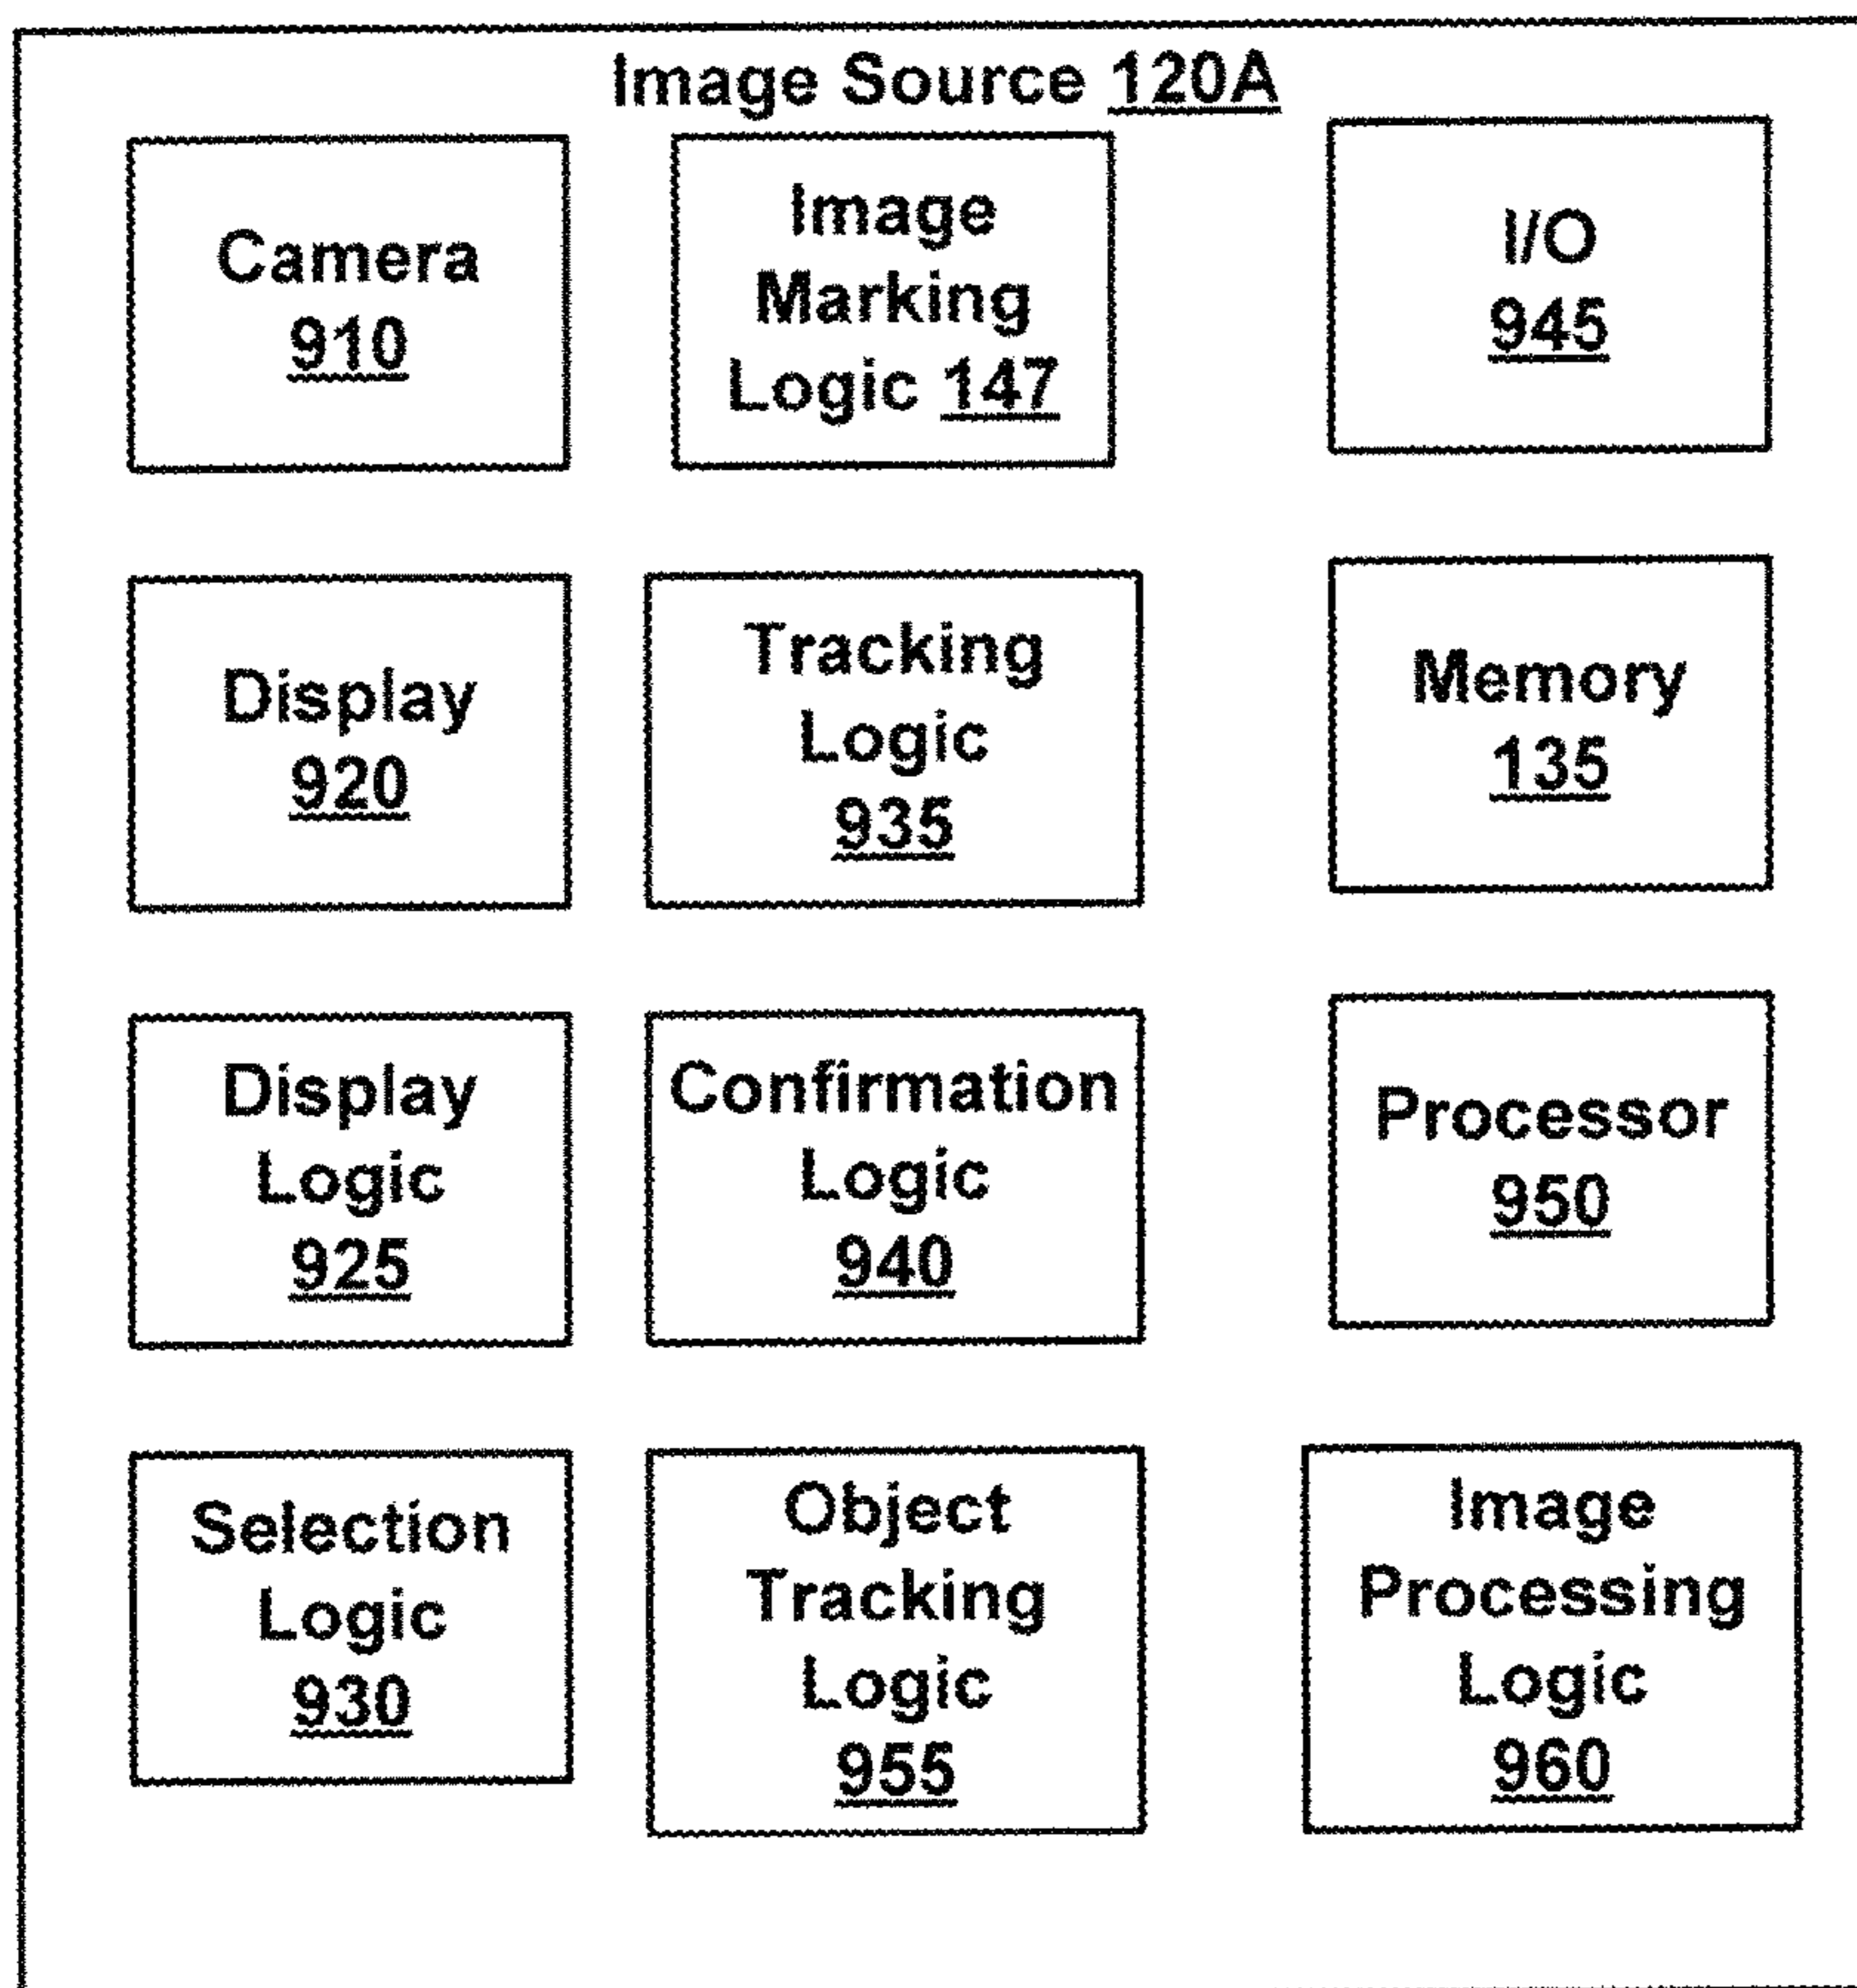 Image Source 120A
Camera
910
Image
Marking
Logic 147
I/O
945
Display
920
Tracking
Logic
935
Memory
135
Display
Logic
925
Confirmation
Logic
940
Processor
950
Selection
Logic
930
Object
Tracking
Logic
955
Image
Processing
Logic
960